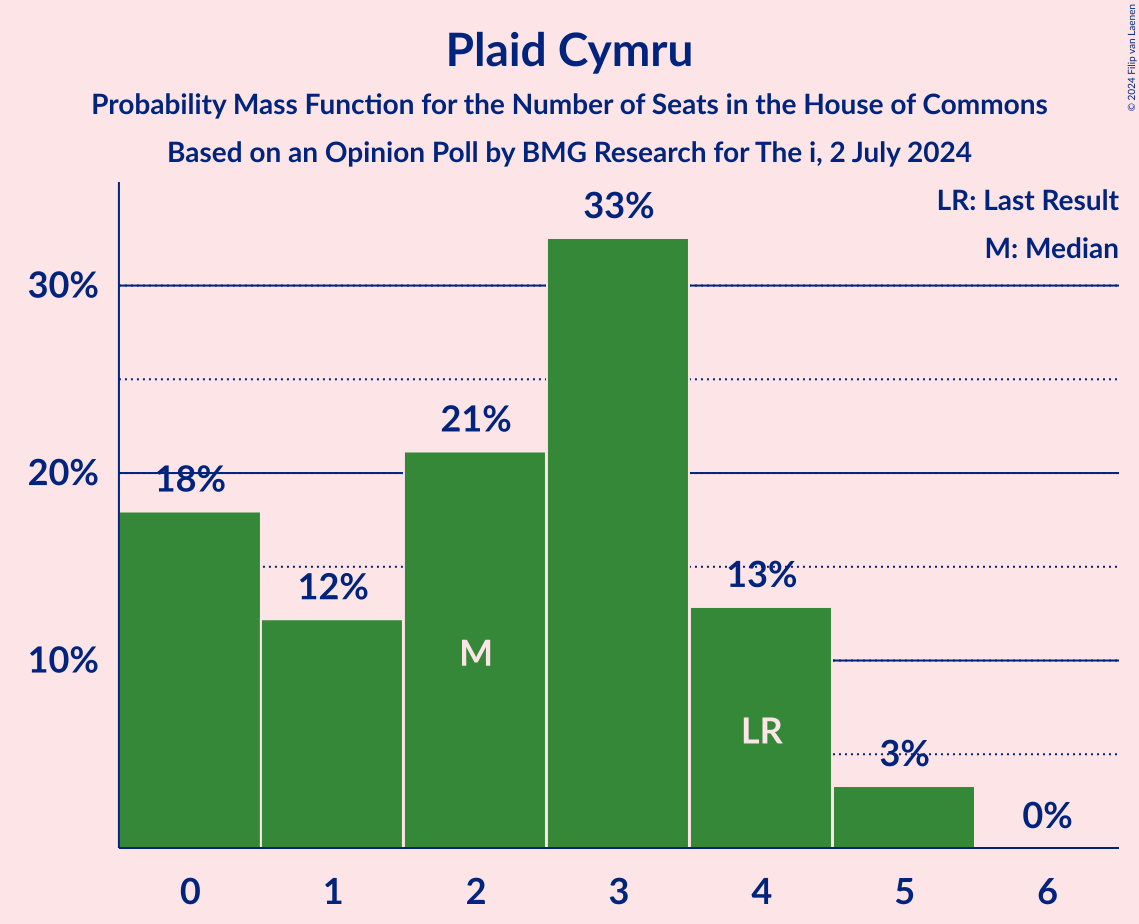 Plaid Cymru
Probability Mass Function for the Number of Seats in the House of Commons
Based on an Opinion Poll by BMG Research for The i, 2 July 2024
© 2024 Filip van Laenen
LR: Last Result
M: Median
30%
20%
10%
18%
12%
21%
33%
13%
3%
0%
M
LR
0
1
2
3
4
5
6